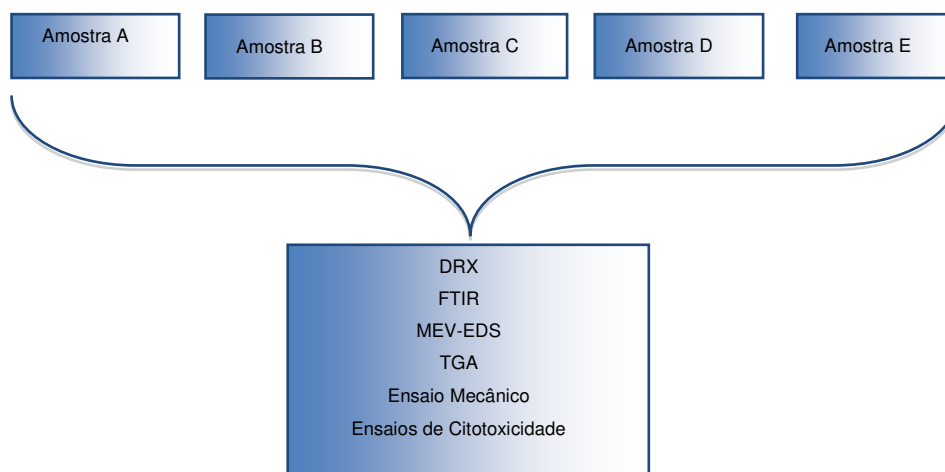 Amostra A
Amostra B
Amostra C
Amostra D
Amostra E
DRX
FTIR
MEV-EDS
TGA
Ensaio Mecânico
Ensaios de Citotoxicidade